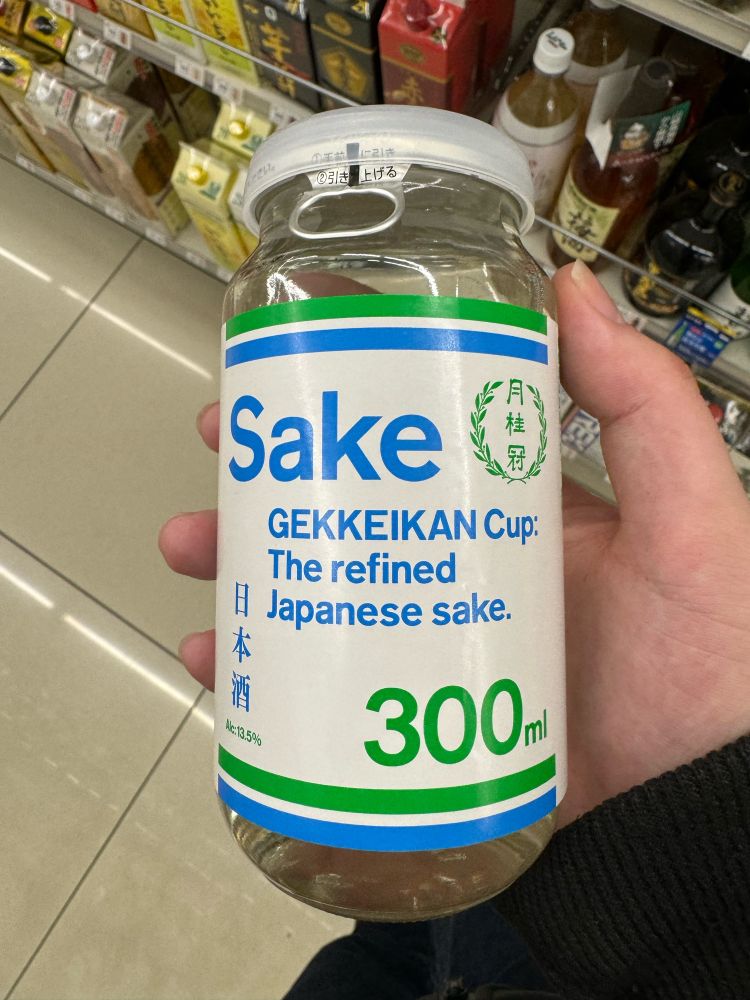 ①手前に引き
②引き上げる
Sake
月桂冠
GEKKEIKAN Cup:
The refined
Japanese sake.
日本酒
Alc:13.5%
300ml